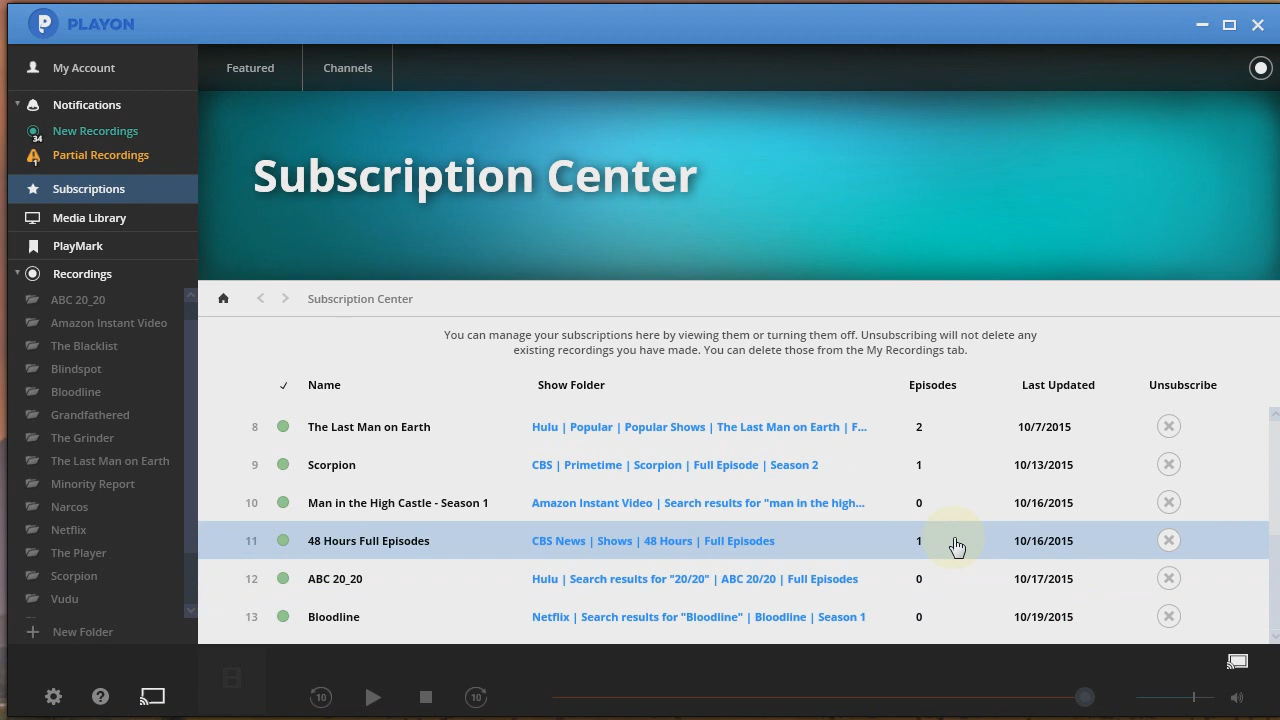 PLAYON
My Account
Featured
Channels
Notifications
New Recordings
34
Partial Recordings
1
Subscriptions
Media Library
PlayMark
Recordings
ABC 20_20
Amazon Instant Video
The Blacklist
Blindspot
Bloodline
Grandfathered
The Grinder
The Last Man on Earth
Minority Report
Narcos
Netflix
The Player
Scorpion
Vudu
New Folder
Subscription Center
Subscription Center
You can manage your subscriptions here by viewing them or turning them off. Unsubscribing will not delete any
existing recordings you have made. You can delete those from the My Recordings tab.
✓ Name Show Folder Episodes Last Updated Unsubscribe
8 The Last Man on Earth Hulu | Popular | Popular Shows | The Last Man on Earth | F... 2 10/7/2015
9 Scorpion CBS | Primetime | Scorpion | Full Episode | Season 2 1 10/13/2015
10 Man in the High Castle - Season 1 Amazon Instant Video | Search results for "man in the high... 0 10/16/2015
11 48 Hours Full Episodes CBS News | Shows | 48 Hours | Full Episodes 1 10/16/2015
12 ABC 20_20 Hulu | Search results for "20/20" | ABC 20/20 | Full Episodes 0 10/17/2015
13 Bloodline Netflix | Search results for "Bloodline" | Bloodline | Season 1 0 10/19/2015
10
10